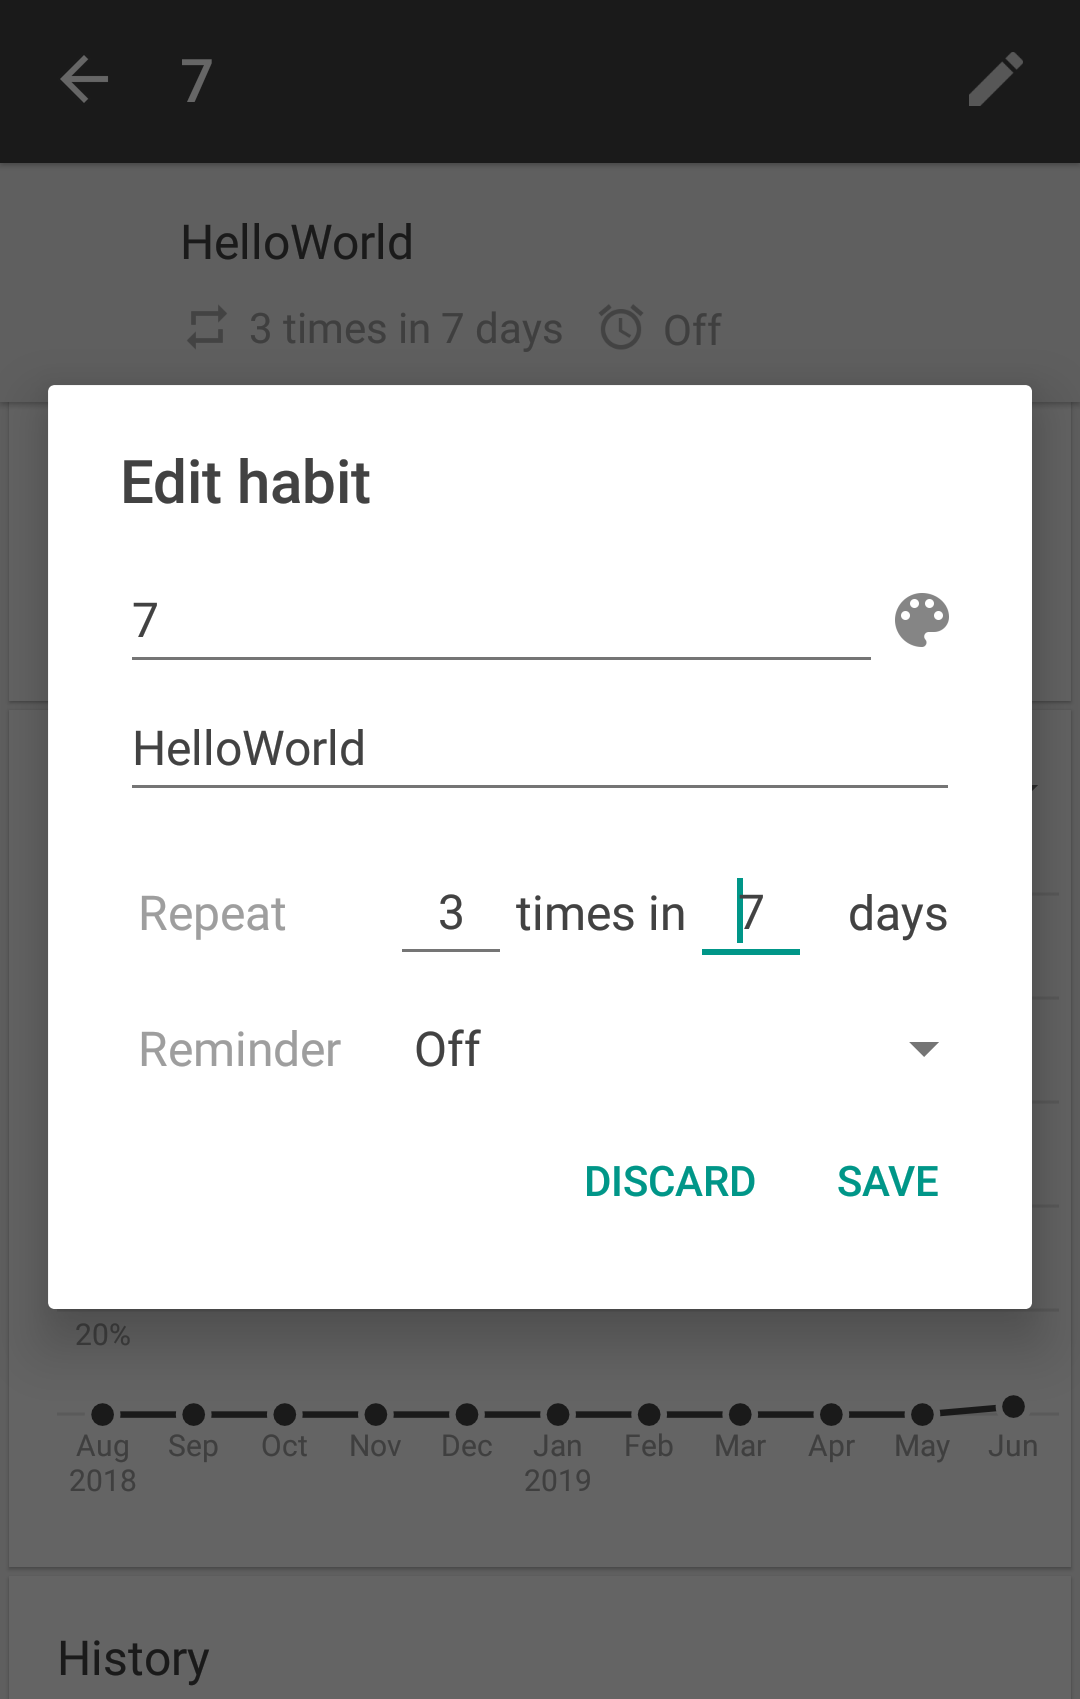 7
HelloWorld
3 times in 7 days Off
Edit habit
7
HelloWorld
Repeat 3 times in 7 days
Reminder Off
DISCARD SAVE
20%
Aug Sep Oct Nov Dec Jan Feb Mar Apr May Jun
2018 2019
History